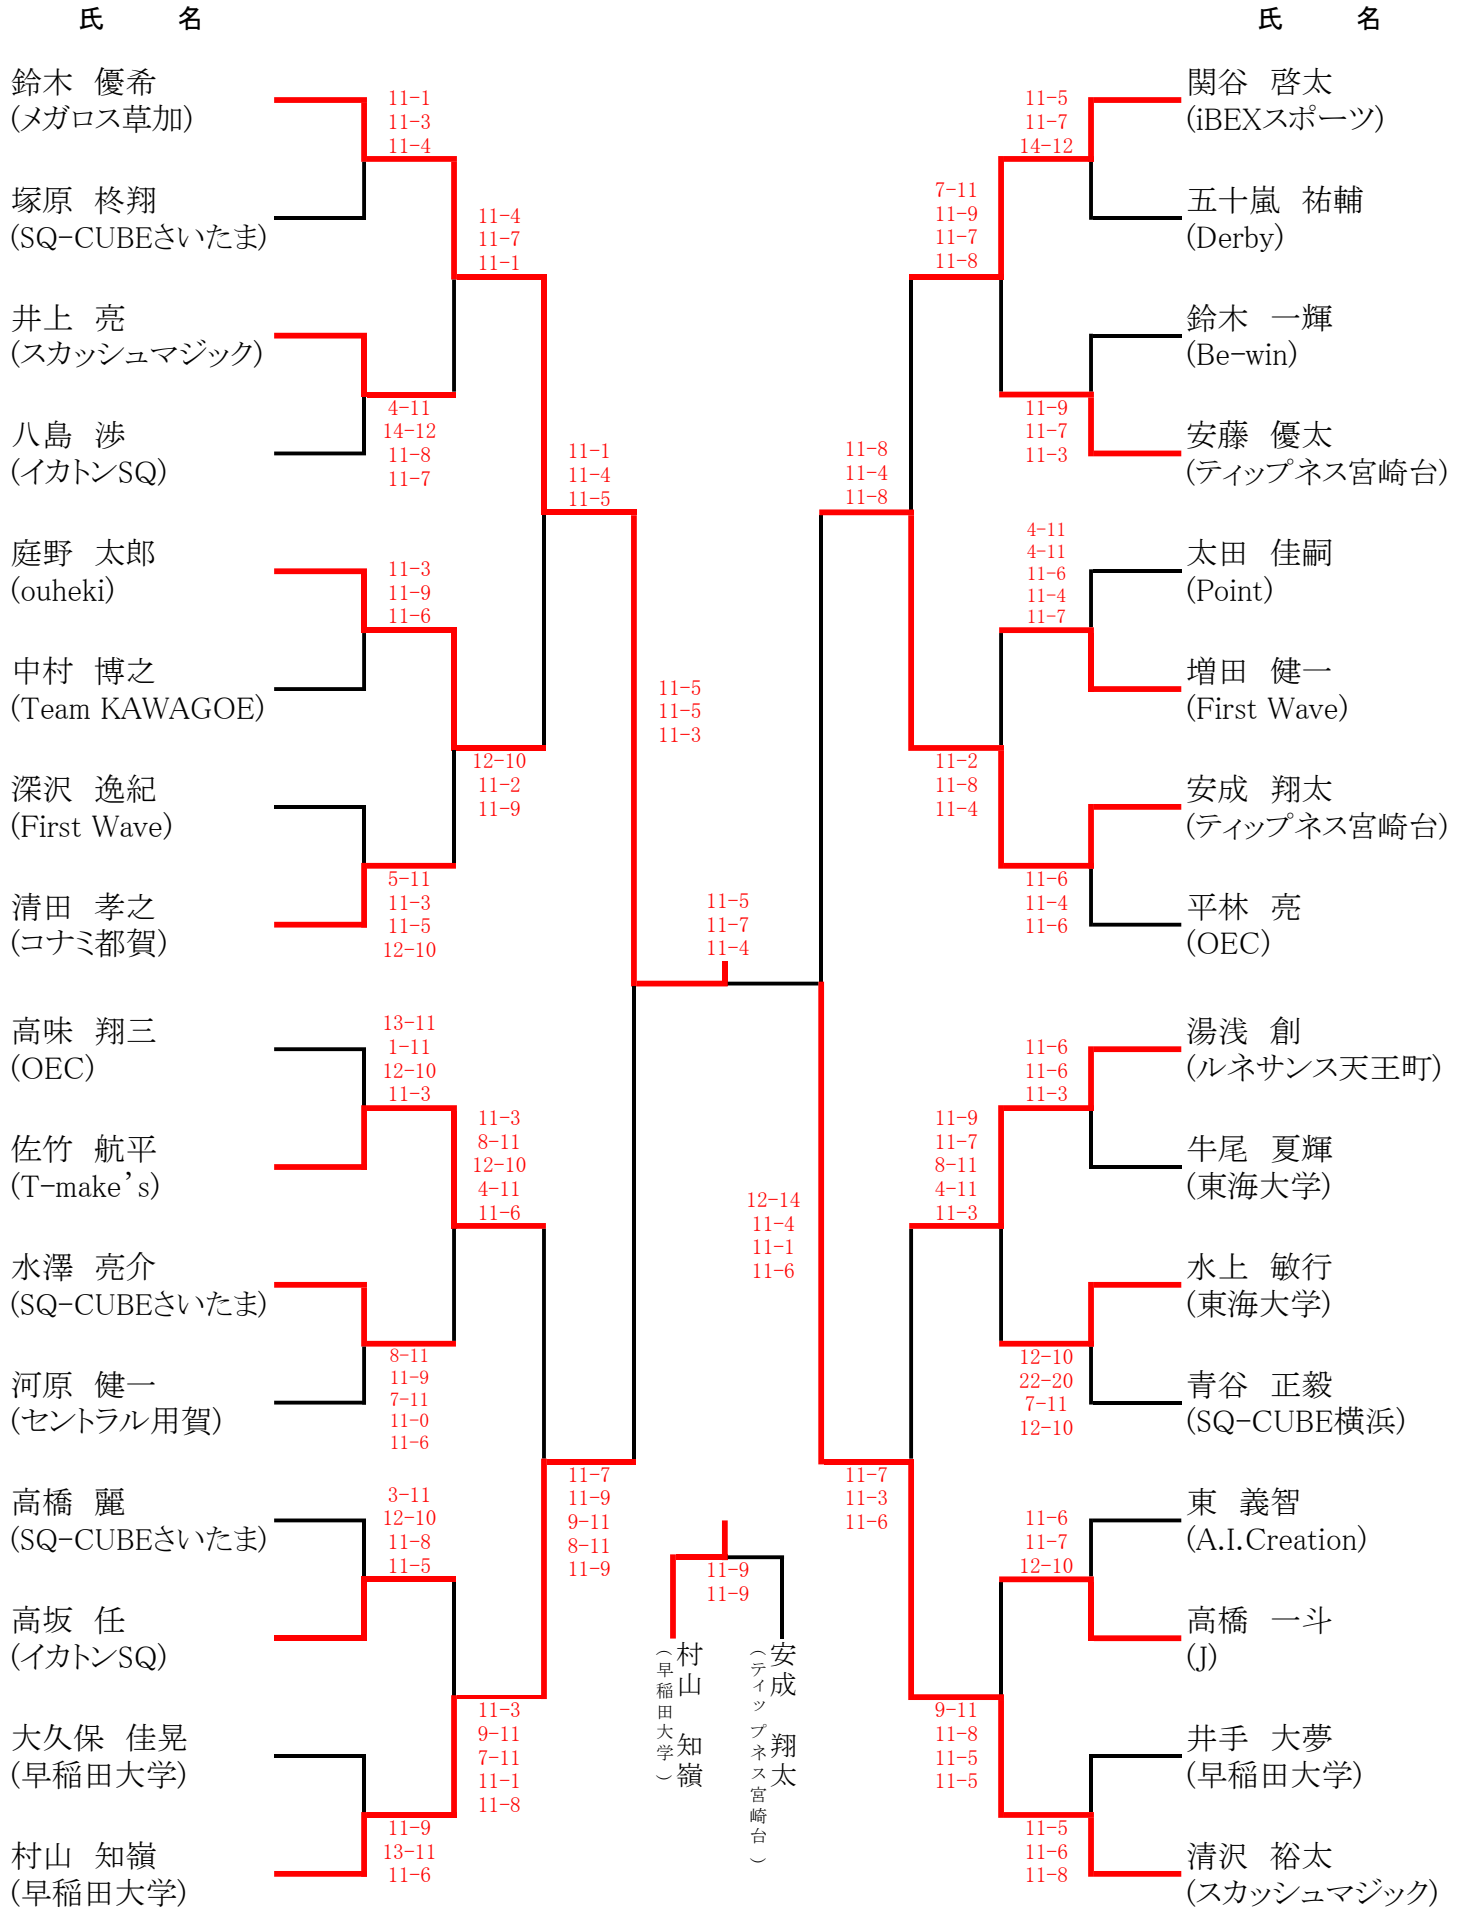 氏　名
鈴木 優希
(メガロス草加)
11-1
11-3
11-4
塚原 柊翔
(SQ-CUBEさいたま)
11-4
11-7
11-1
井上 亮
(スカッシュマジック)
4-11
14-12
11-8
11-7
八島 渉
(イカトンSQ)
11-1
11-4
11-5
庭野 太郎
(ouheki)
11-3
11-9
11-6
中村 博之
(Team KAWAGOE)
11-5
11-5
11-3
12-10
11-2
11-9
深沢 逸紀
(First Wave)
5-11
11-3
11-5
12-10
清田 孝之
(コナミ都賀)
11-5
11-7
11-4
高味 翔三
(OEC)
13-11
1-11
12-10
11-3
佐竹 航平
(T-make’s)
11-3
8-11
12-10
4-11
11-6
水澤 亮介
(SQ-CUBEさいたま)
8-11
11-9
7-11
11-0
11-6
河原 健一
(セントラル用賀)
11-7
11-9
9-11
8-11
11-9
高橋 麗
(SQ-CUBEさいたま)
3-11
12-10
11-8
11-5
高坂 任
(イカトンSQ)
11-3
9-11
7-11
11-1
11-8
大久保 佳晃
(早稲田大学)
11-9
13-11
11-6
村山 知嶺
(早稲田大学)
11-9
11-9
村山 知嶺
(早稲田大学)
安成 翔太
(ティップネス宮崎台)
氏　名
関谷 啓太
(iBEXスポーツ)
11-5
11-7
14-12
五十嵐 祐輔
(Derby)
7-11
11-9
11-7
11-8
鈴木 一輝
(Be-win)
11-9
11-7
11-3
安藤 優太
(ティップネス宮崎台)
11-8
11-4
11-8
4-11
4-11
11-6
11-4
11-7
太田 佳嗣
(Point)
増田 健一
(First Wave)
11-2
11-8
11-4
安成 翔太
(ティップネス宮崎台)
11-6
11-4
11-6
平林 亮
(OEC)
湯浅 創
(ルネサンス天王町)
11-6
11-6
11-3
11-9
11-7
8-11
4-11
11-3
牛尾 夏輝
(東海大学)
12-14
11-4
11-1
11-6
水上 敏行
(東海大学)
12-10
22-20
7-11
12-10
青谷 正毅
(SQ-CUBE横浜)
11-7
11-3
11-6
東 義智
(A.I.Creation)
11-6
11-7
12-10
高橋 一斗
(J)
9-11
11-8
11-5
11-5
井手 大夢
(早稲田大学)
11-5
11-6
11-8
清沢 裕太
(スカッシュマジック)